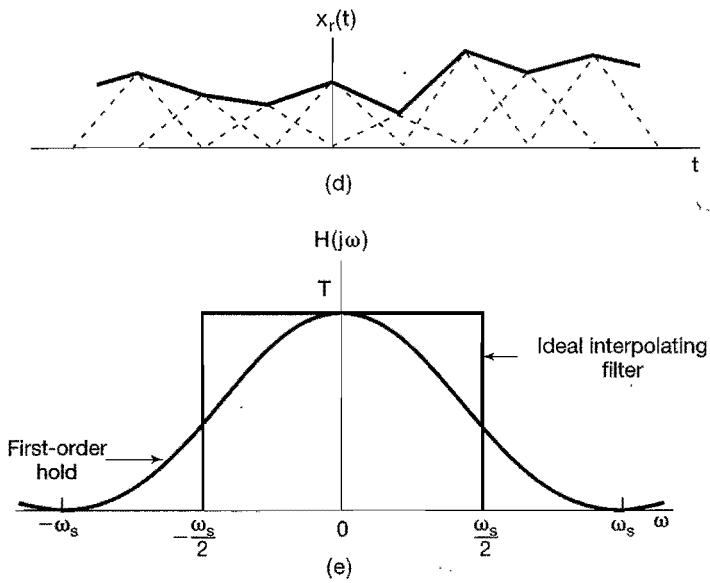 x_r(t)
t
(d)
H(jω)
T
Ideal interpolating
filter
First-order
hold
−ω_s
−ω_s/2
0
ω_s/2
ω_s
ω
(e)